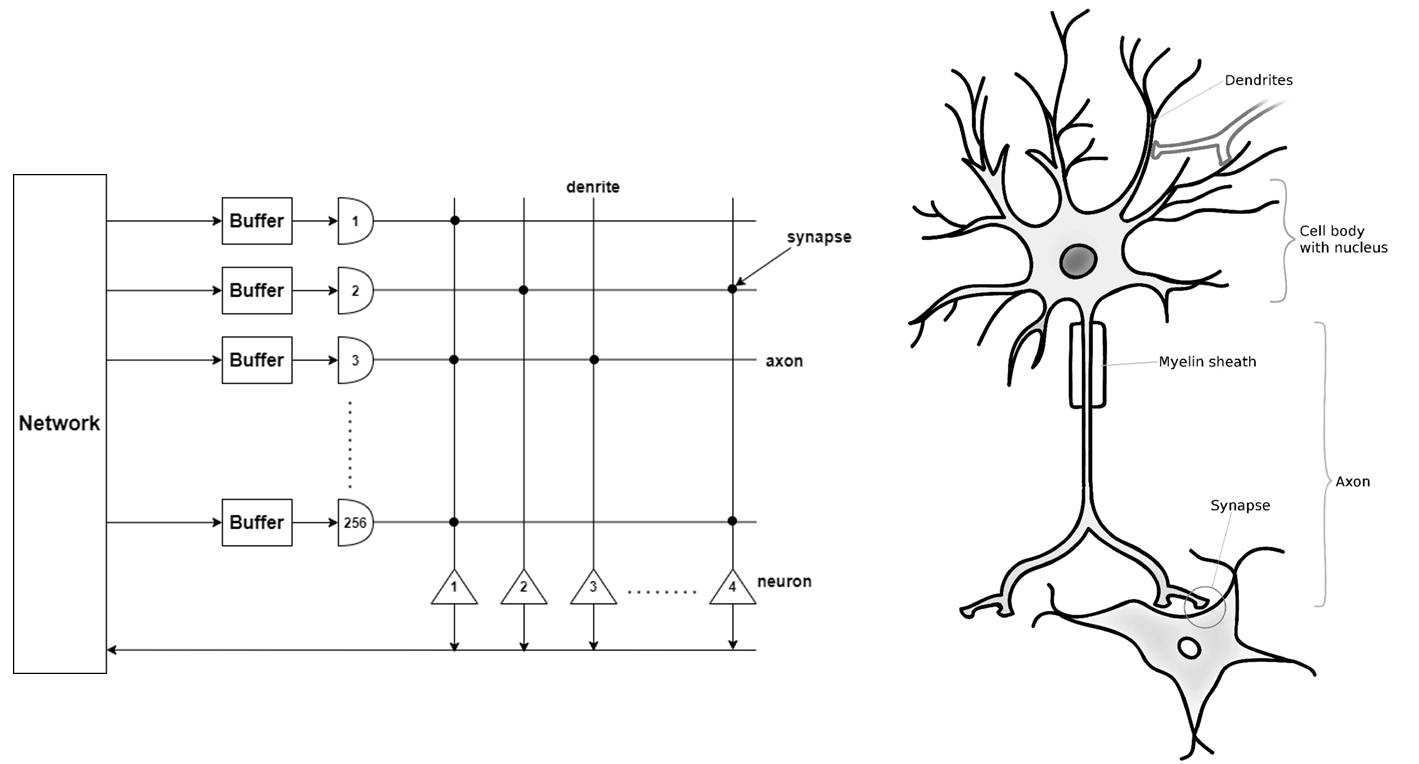 Network
Buffer
1
Buffer
2
Buffer
3
Buffer
256
denrite
synapse
axon
1
2
3
4
neuron
Dendrites
Cell body
with nucleus
Myelin sheath
Axon
Synapse